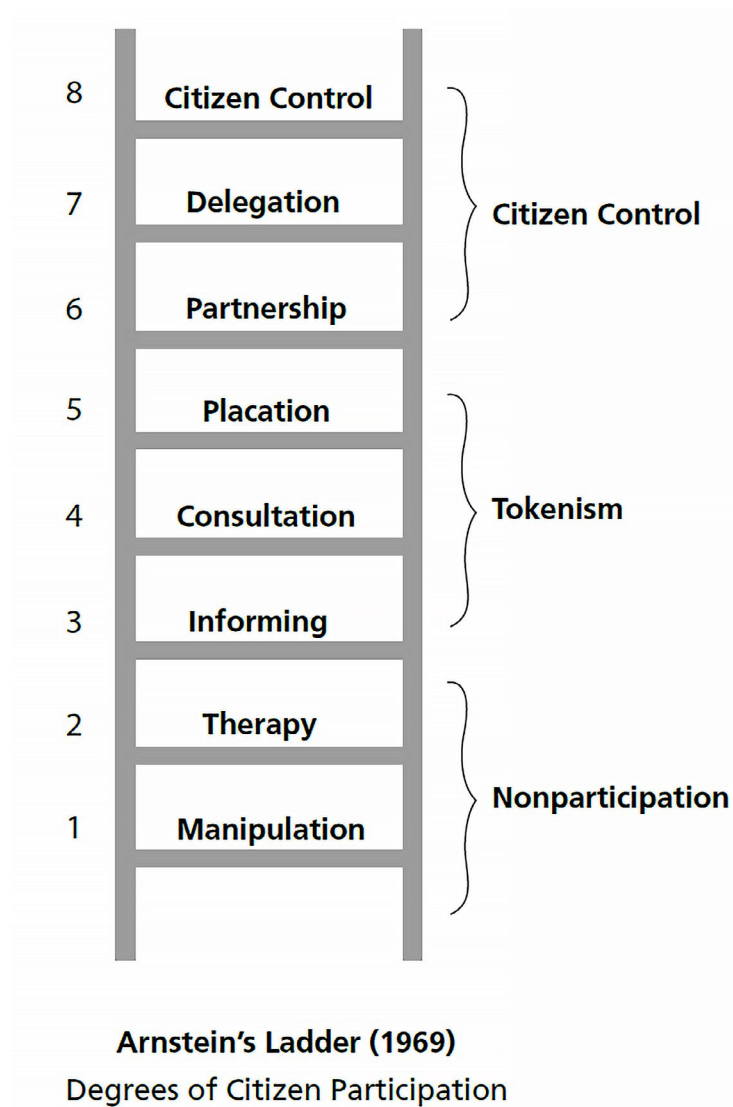 8 Citizen Control
7 Delegation
Citizen Control
6 Partnership
5 Placation
4 Consultation
Tokenism
3 Informing
2 Therapy
Nonparticipation
1 Manipulation
Arnstein’s Ladder (1969)
Degrees of Citizen Participation